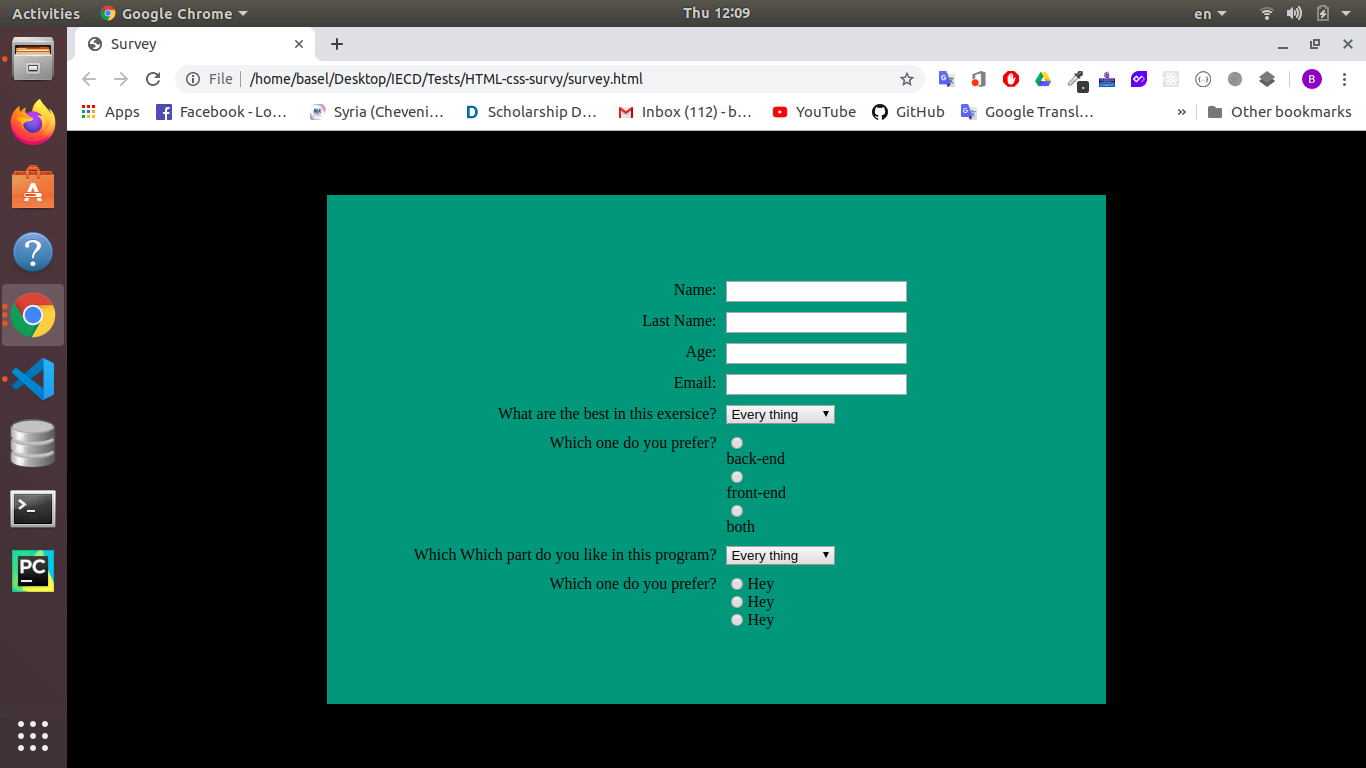 Activities Google Chrome Thu 12:09 en
Survey
File /home/basel/Desktop/IECD/Tests/HTML-css-survy/survey.html B
Apps Facebook - Lo… Syria (Cheveni… Scholarship D… Inbox (112) - b… YouTube GitHub Google Transl… » Other bookmarks
Name:
Last Name:
Age:
Email:
What are the best in this exersice? Every thing
Which one do you prefer?
back-end
front-end
both
Which Which part do you like in this program? Every thing
Which one do you prefer? Hey
Hey
Hey
PC